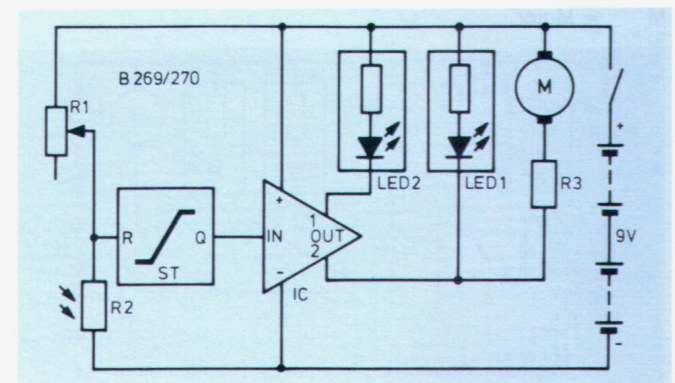 B 269/270
R1
M
+
LED2
LED1
R3
R
Q
ST
+
IN
1
OUT
2
-
IC
9V
R2
-